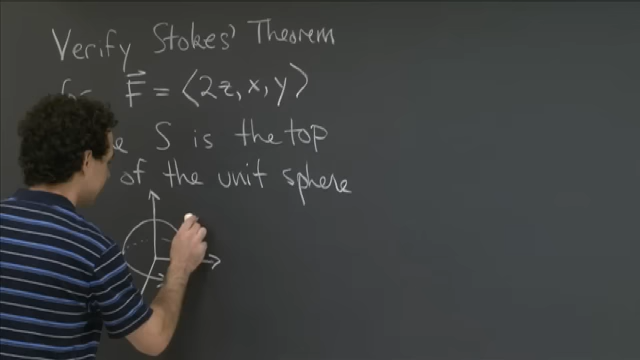 Verify Stokes' Theorem
F = ⟨2z, x, y⟩
S is the top
of the unit sphere